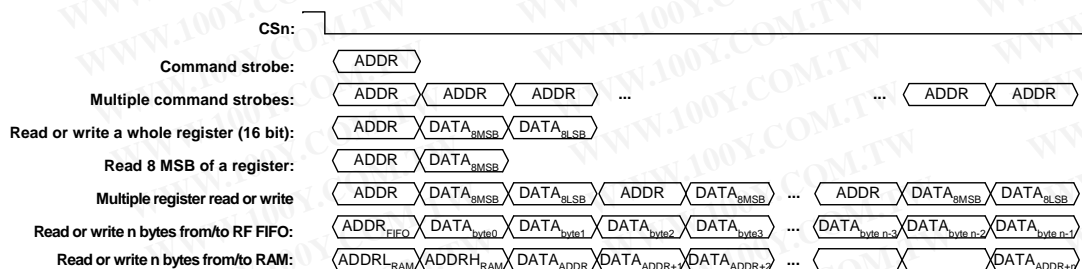 CSn:
Command strobe: ADDR
Multiple command strobes: ADDR ADDR ADDR ... ... ADDR ADDR
Read or write a whole register (16 bit): ADDR DATA8MSB DATA8LSB
Read 8 MSB of a register: ADDR DATA8MSB
Multiple register read or write ADDR DATA8MSB DATA8LSB ADDR DATA8MSB ... ADDR DATA8MSB DATA8LSB
Read or write n bytes from/to RF FIFO: ADDRFIFO DATAbyte0 DATAbyte1 DATAbyte2 DATAbyte3 ... DATAbyte n-3 DATAbyte n-2 DATAbyte n-1
Read or write n bytes from/to RAM: ADDRLRAM ADDRHRAM DATAADDR DATAADDR+1 DATAADDR+2 ... DATAADDR+n
WWW.100Y.COM.TW